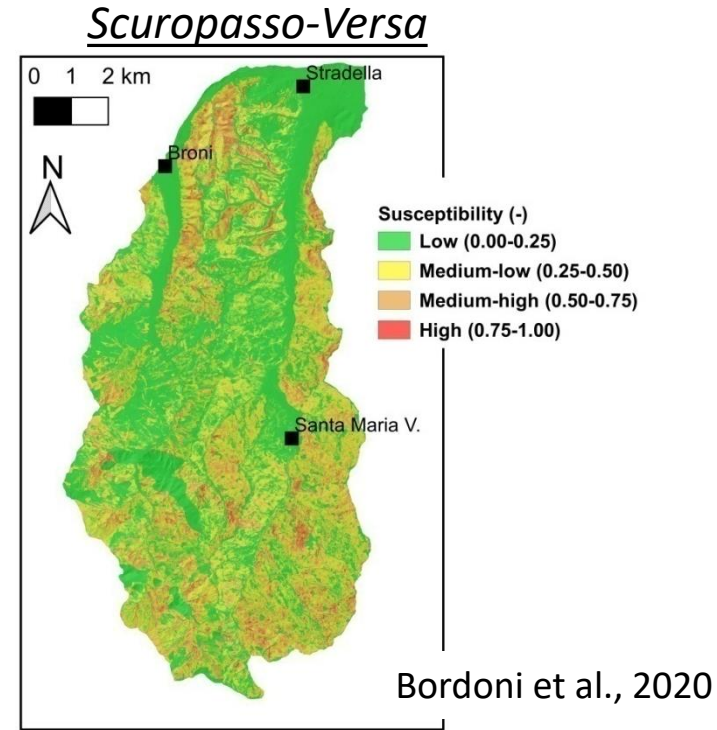 Scuropasso-Versa
0 1 2 km
Stradella
Broni
N
Susceptibility (-)
Low (0.00-0.25)
Medium-low (0.25-0.50)
Medium-high (0.50-0.75)
High (0.75-1.00)
Santa Maria V.
Bordoni et al., 2020